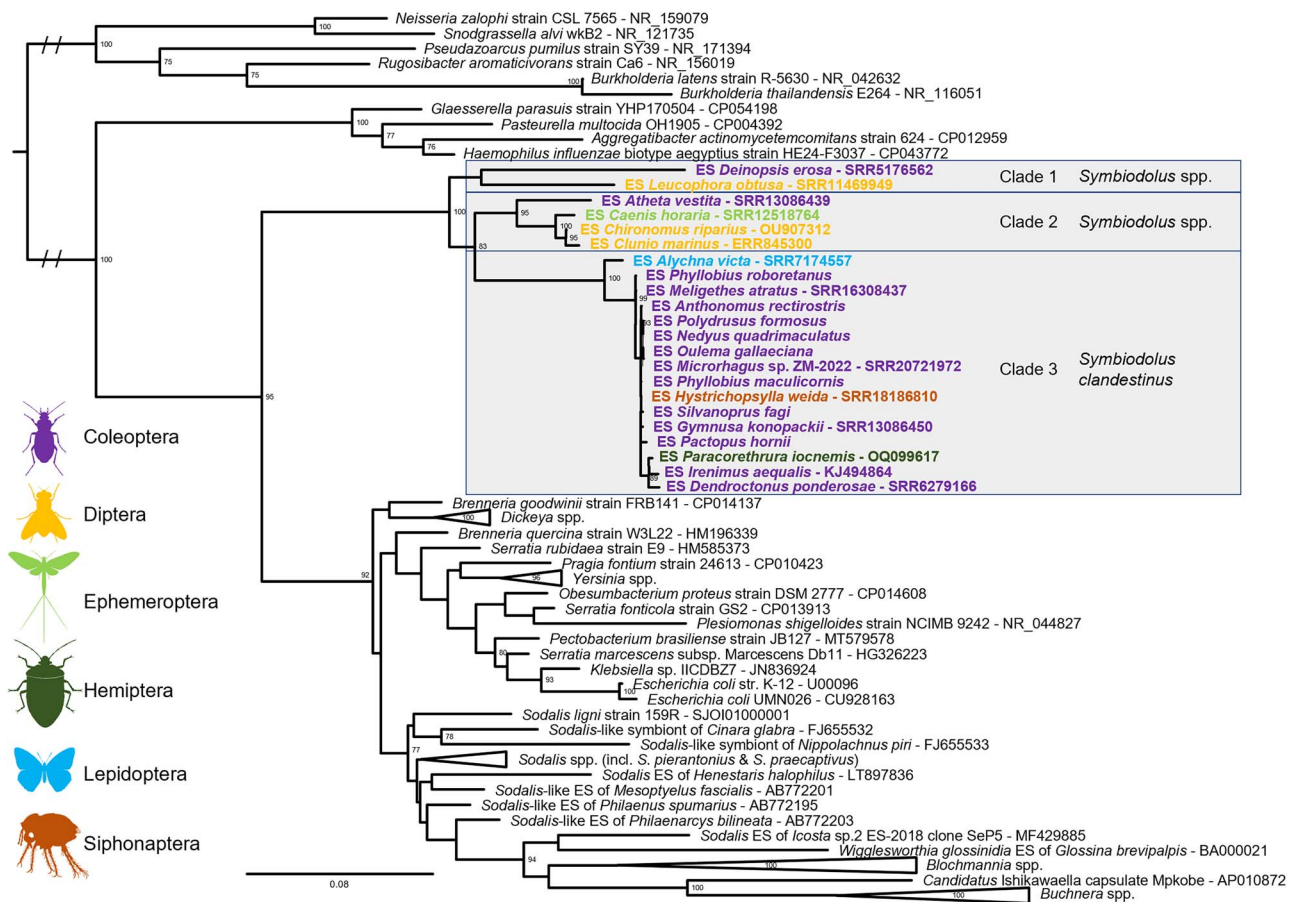 Neisseria zalophi strain CSL 7565 - NR_159079
100
Snodgrassella alvi wkB2 - NR_121735
100
Pseudazoarcus pumilus strain SY39 - NR_171394
75
Rugosibacter aromaticivorans strain Ca6 - NR_156019
75
Burkholderia latens strain R-5630 - NR_042632
100
Burkholderia thailandensis E264 - NR_116051
Glaesserella parasuis strain YHP170504 - CP054198
100
Pasteurella multocida OH1905 - CP004392
77
Aggregatibacter actinomycetemcomitans strain 624 - CP012959
76
Haemophilus influenzae biotype aegyptius strain HE24-F3037 - CP043772
ES Deinopsis erosa - SRR5176562
Clade 1 Symbiodolus spp.
ES Leucophora obtusa - SRR11469949
ES Atheta vestita - SRR13086439
100
95
ES Caenis horaria - SRR12518764
Clade 2 Symbiodolus spp.
100
ES Chironomus riparius - OU907312
95
ES Clunio marinus - ERR845300
83
100
ES Alychna victa - SRR7174557
100
ES Phyllobius roboretanus
ES Meligethes atratus - SRR16308437
99
ES Anthonomus rectirostris
ES Polydrusus formosus
93
ES Nedyus quadrimaculatus
ES Oulema gallaeciana
ES Microrhagus sp. ZM-2022 - SRR20721972
Clade 3 Symbiodolus clandestinus
ES Phyllobius maculicornis
ES Hystrichopsylla weida - SRR18186810
95
ES Silvanoprus fagi
ES Gymnusa konopackii - SRR13086450
ES Pactopus hornii
ES Paracorethrura iocnemis - OQ099617
ES Irenimus aequalis - KJ494864
89
ES Dendroctonus ponderosae - SRR6279166
Coleoptera
Diptera
Ephemeroptera
Hemiptera
Lepidoptera
Siphonaptera
Brenneria goodwinii strain FRB141 - CP014137
100
Dickeya spp.
Brenneria quercina strain W3L22 - HM196339
Serratia rubidaea strain E9 - HM585373
Pragia fontium strain 24613 - CP010423
92
96
Yersinia spp.
Obesumbacterium proteus strain DSM 2777 - CP014608
Serratia fonticola strain GS2 - CP013913
Plesiomonas shigelloides strain NCIMB 9242 - NR_044827
Pectobacterium brasiliense strain JB127 - MT579578
80
Serratia marcescens subsp. Marcescens Db11 - HG326223
Klebsiella sp. IICDBZ7 - JN836924
93
Escherichia coli str. K-12 - U00096
100
Escherichia coli UMN026 - CU928163
Sodalis ligni strain 159R - SJOI01000001
Sodalis-like symbiont of Cinara glabra - FJ655532
78
Sodalis-like symbiont of Nippolachnus piri - FJ655533
77
Sodalis spp. (incl. S. pierantonius & S. praecaptivus)
Sodalis ES of Henestaris halophilus - LT897836
Sodalis-like ES of Mesoptyelus fascialis - AB772201
Sodalis-like ES of Philaenus spumarius - AB772195
Sodalis-like ES of Philaenarcys bilineata - AB772203
Sodalis ES of Icosta sp.2 ES-2018 clone SeP5 - MF429885
Wigglesworthia glossinidia ES of Glossina brevipalpis - BA000021
94
100
Blochmannia spp.
Candidatus Ishikawaella capsulate Mpkobe - AP010872
100
100
Buchnera spp.
0.08